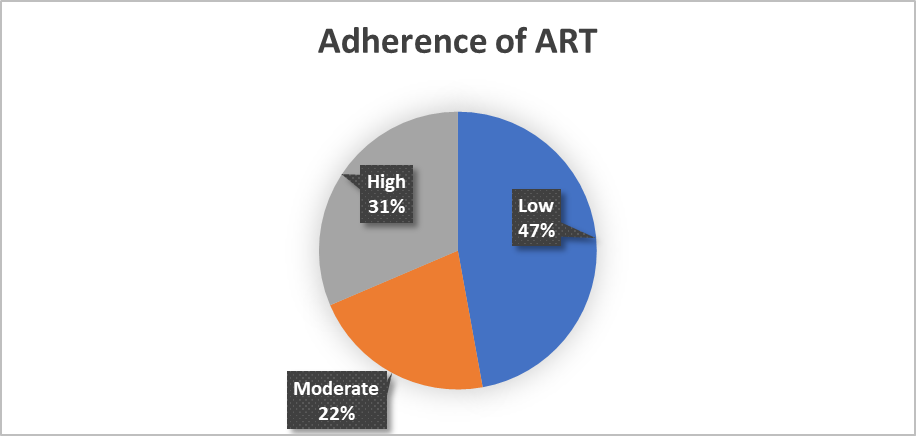 Adherence of ART
High
31%
Low
47%
Moderate
22%